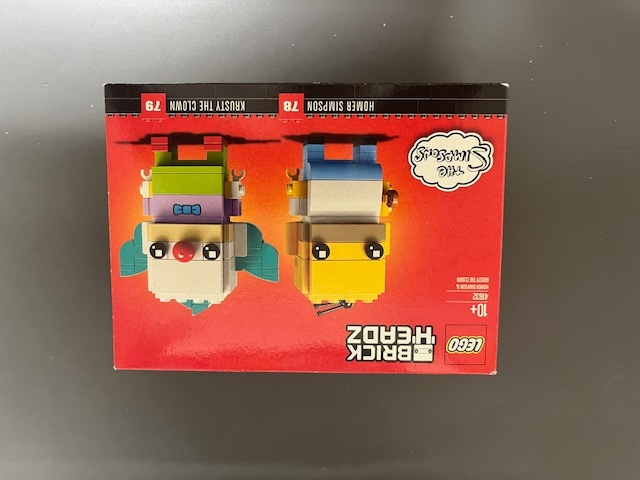 LEGO
BRICK
HEADZ
10+
41632
HOMER SIMPSON &
KRUSTY THE CLOWN
THE
SIMPSONS
HOMER SIMPSON 78
KRUSTY THE CLOWN 79